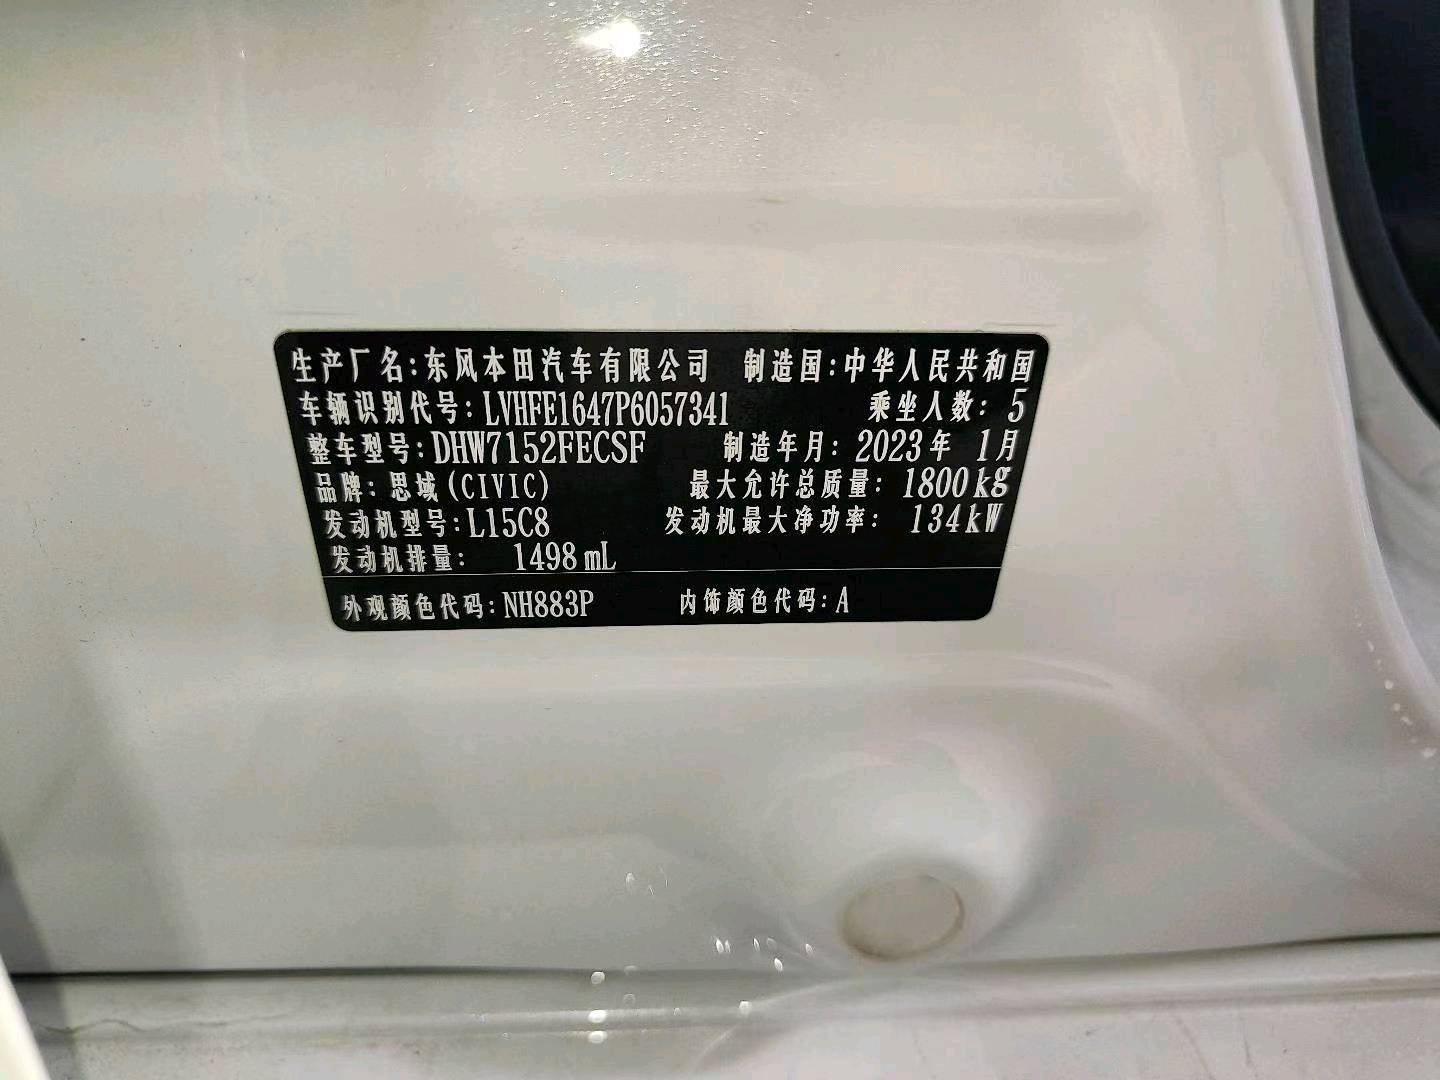 生产厂名:东风本田汽车有限公司 制造国:中华人民共和国
车辆识别代号:LVHFE1647P6057341 乘坐人数: 5
整车型号:DHW7152FECSF 制造年月:2023年 1月
品牌:思域(CIVIC) 最大允许总质量: 1800kg
发动机型号:L15C8 发动机最大净功率: 134kW
发动机排量: 1498mL
外观颜色代码:NH883P 内饰颜色代码:A